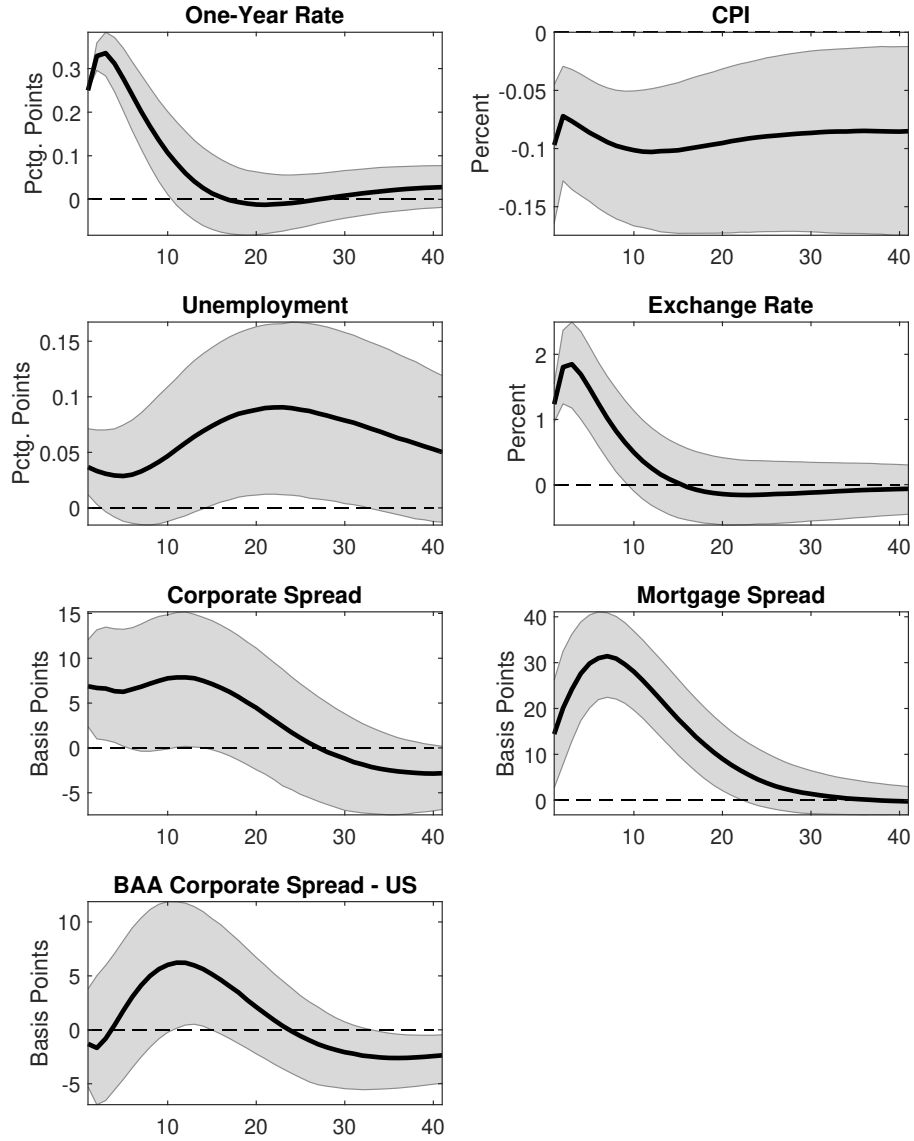 One-Year Rate
Pctg. Points
0.3
0.2
0.1
0
10 20 30 40
CPI
Percent
0
-0.05
-0.1
-0.15
10 20 30 40
Unemployment
Pctg. Points
0.15
0.1
0.05
0
10 20 30 40
Exchange Rate
Percent
2
1
0
10 20 30 40
Corporate Spread
Basis Points
15
10
5
0
-5
10 20 30 40
Mortgage Spread
Basis Points
40
30
20
10
0
10 20 30 40
BAA Corporate Spread - US
Basis Points
10
5
0
-5
10 20 30 40